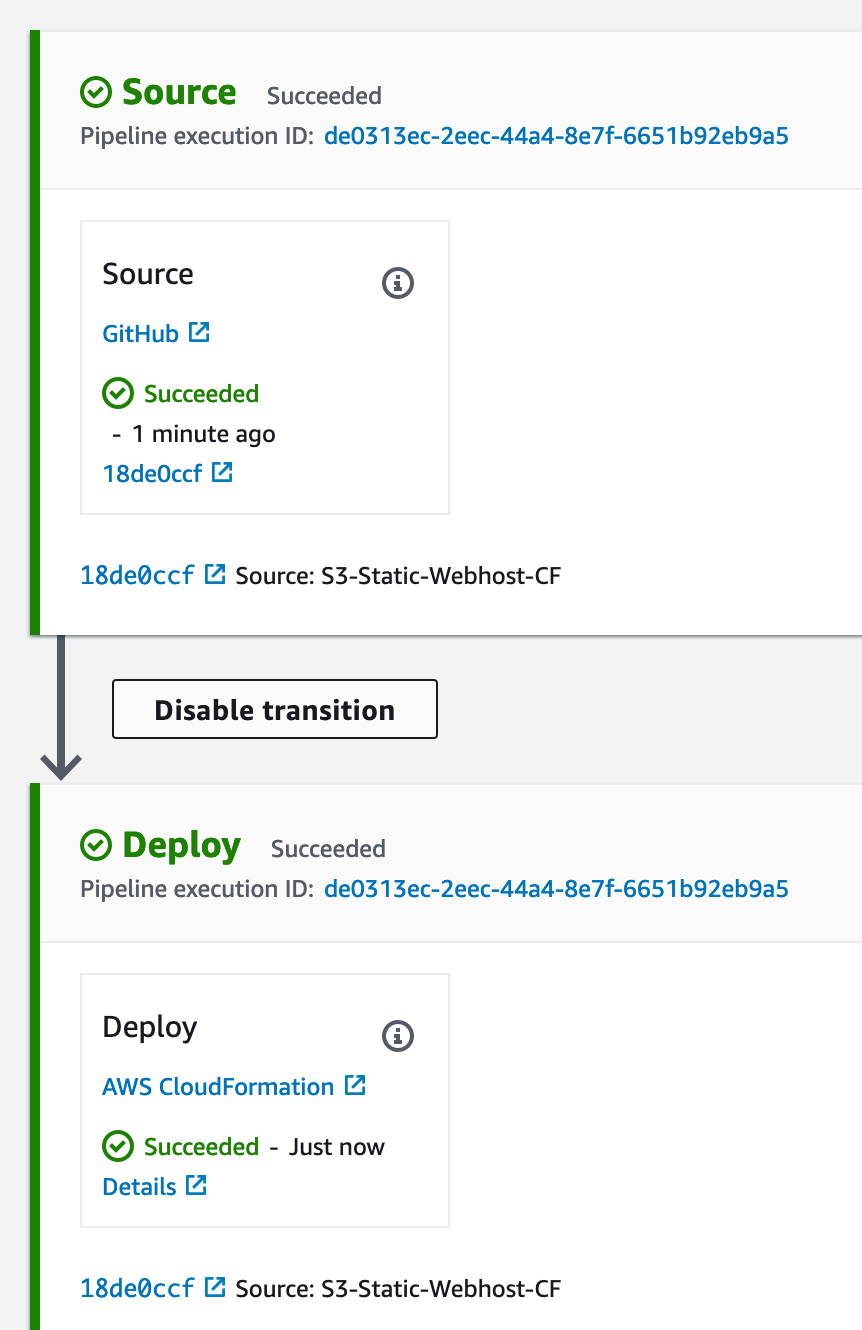 Source Succeeded
Pipeline execution ID: de0313ec-2eec-44a4-8e7f-6651b92eb9a5
Source
GitHub
Succeeded
- 1 minute ago
18de0ccf
18de0ccf Source: S3-Static-Webhost-CF
Disable transition
Deploy Succeeded
Pipeline execution ID: de0313ec-2eec-44a4-8e7f-6651b92eb9a5
Deploy
AWS CloudFormation
Succeeded - Just now
Details
18de0ccf Source: S3-Static-Webhost-CF